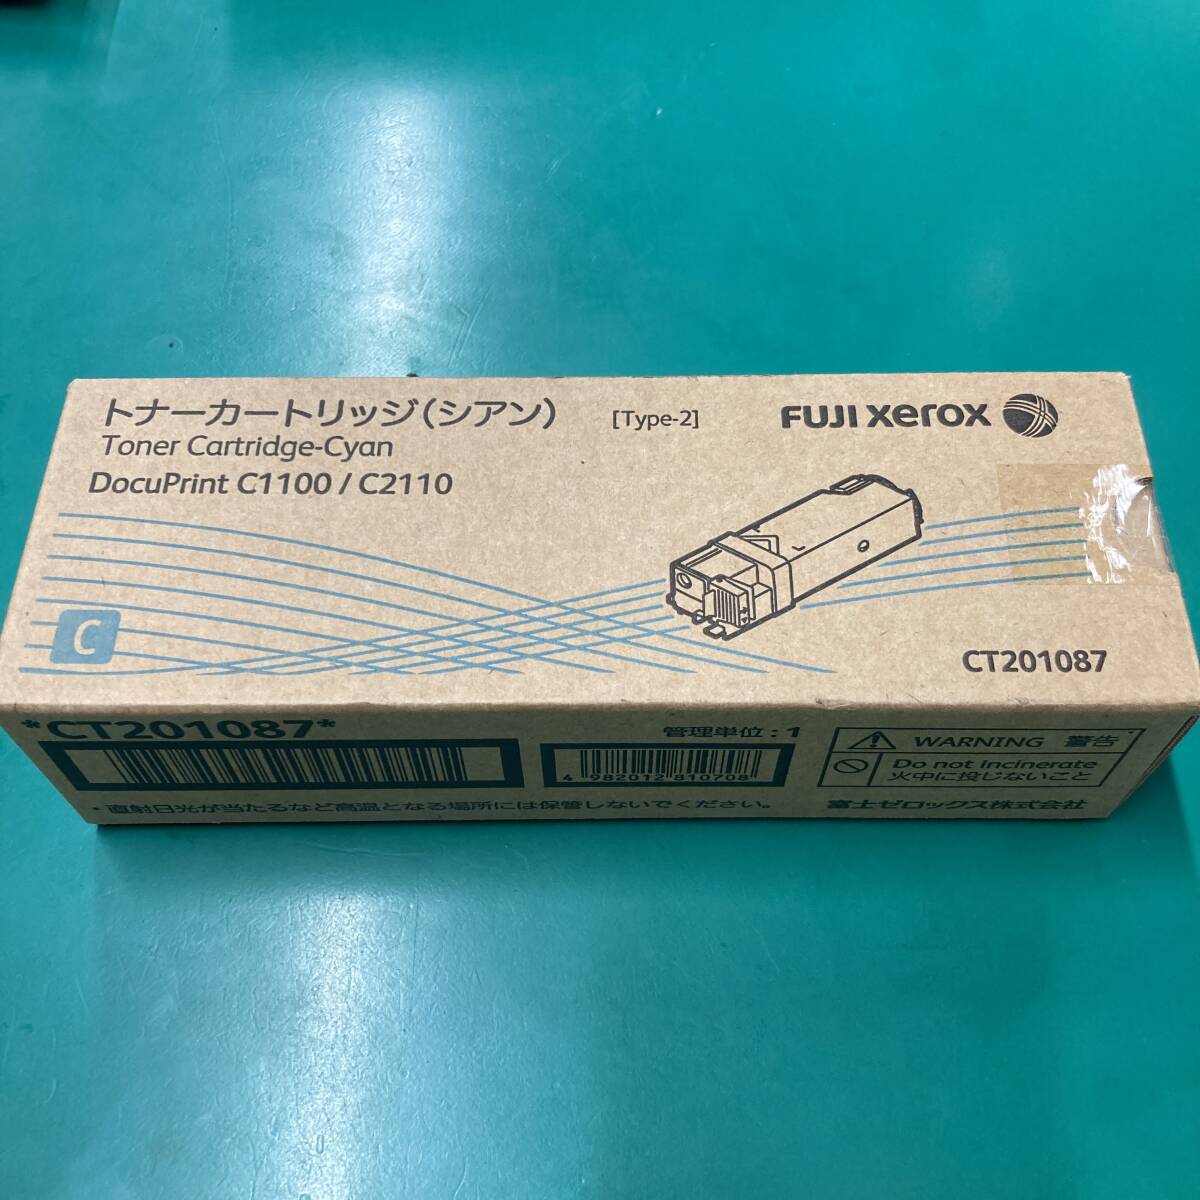 トナーカートリッジ(シアン)
[Type-2]
FUJI xerox
Toner Cartridge-Cyan
DocuPrint C1100 / C2110
C
CT201087
*CT201087*
管理単位:1
4 982012 810708
WARNING 警告
Do not Incinerate
火中に投じないこと
・直射日光が当たるなど高温となる場所には保管しないでください。
富士ゼロックス株式会社